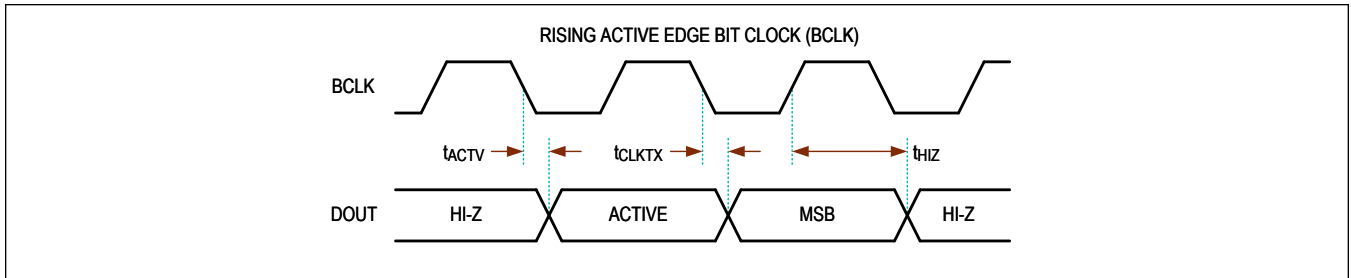 RISING ACTIVE EDGE BIT CLOCK (BCLK)
BCLK
tACTV
tCLKTX
tHIZ
DOUT
HI-Z
ACTIVE
MSB
HI-Z